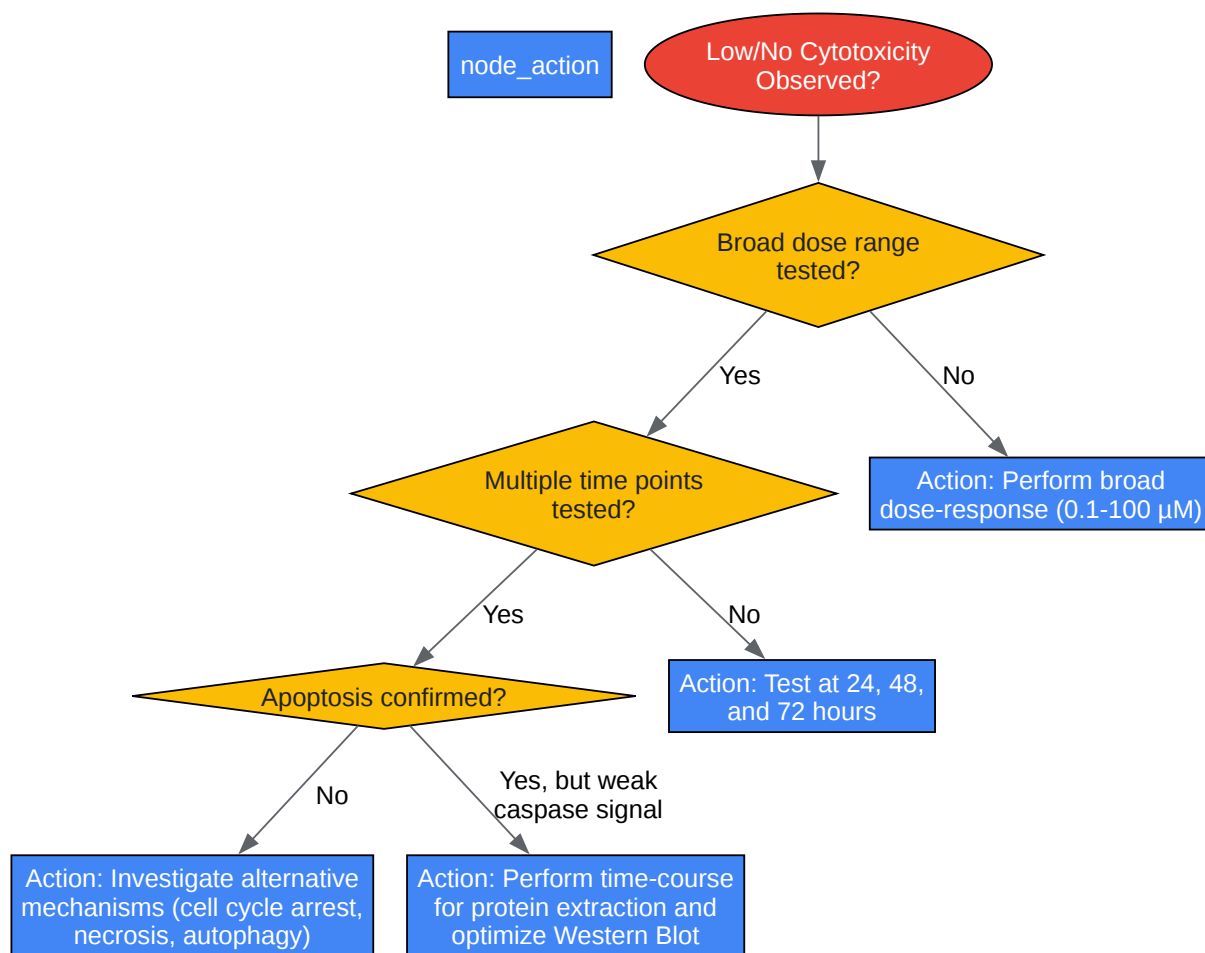 node_action
Low/No Cytotoxicity
Observed?
Broad dose range
tested?
Yes
No
Multiple time points
tested?
Action: Perform broad
dose-response (0.1-100 µM)
Yes
No
Apoptosis confirmed?
Action: Test at 24, 48,
and 72 hours
No
Yes, but weak
caspase signal
Action: Investigate alternative
mechanisms (cell cycle arrest,
necrosis, autophagy)
Action: Perform time-course
for protein extraction and
optimize Western Blot